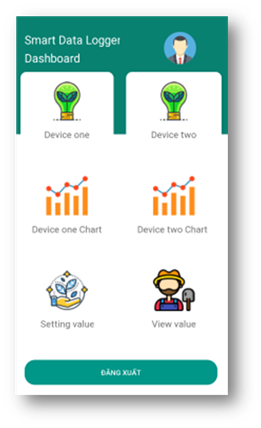 Smart Data Logger
Dashboard
Device one
Device two
Device one Chart
Device two Chart
Setting value
View value
ĐĂNG XUẤT